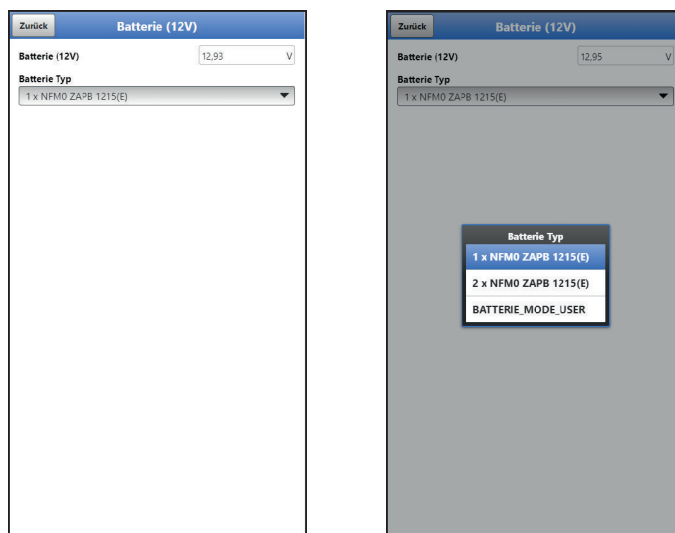 Zurück Batterie (12V)
Batterie (12V) 12,93 V
Batterie Typ
1 x NFM0 ZAPB 1215(E)
Zurück Batterie (12V)
Batterie (12V) 12,95 V
Batterie Typ
1 x NFM0 ZAPB 1215(E)
Batterie Typ
1 x NFM0 ZAPB 1215(E)
2 x NFM0 ZAPB 1215(E)
BATTERIE_MODE_USER